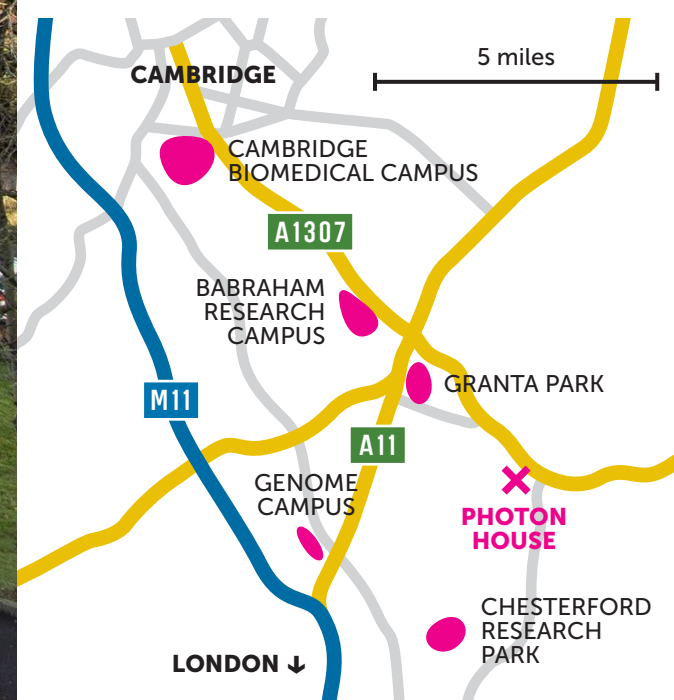 5 miles
CAMBRIDGE
CAMBRIDGE
BIOMEDICAL CAMPUS
A1307
BABRAHAM
RESEARCH
CAMPUS
GRANTA PARK
M11
A11
GENOME
CAMPUS
PHOTON
HOUSE
CHESTERFORD
RESEARCH
PARK
LONDON ↓